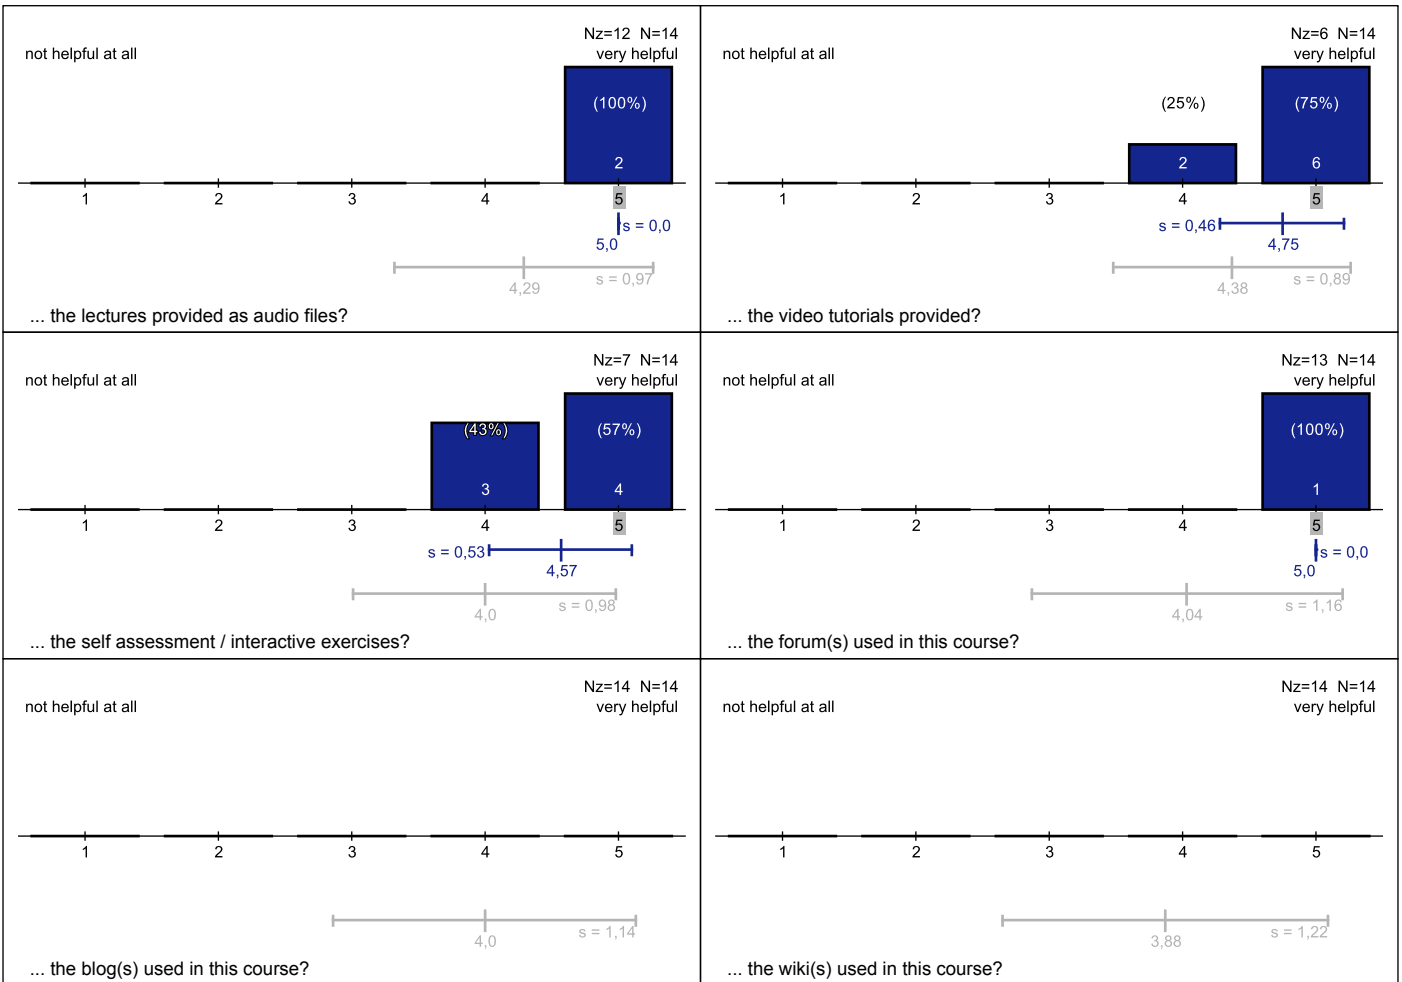 Nz=12 N=14
not helpful at all very helpful
(100%)
2
1 2 3 4 5
s = 0,0
5,0
s = 0,97
4,29
... the lectures provided as audio files?
Nz=6 N=14
not helpful at all very helpful
(25%) (75%)
2 6
1 2 3 4 5
s = 0,46
4,75
s = 0,89
4,38
... the video tutorials provided?
Nz=7 N=14
not helpful at all very helpful
(43%) (57%)
3 4
1 2 3 4 5
s = 0,53
4,57
s = 0,98
4,0
... the self assessment / interactive exercises?
Nz=13 N=14
not helpful at all very helpful
(100%)
1
1 2 3 4 5
s = 0,0
5,0
s = 1,16
4,04
... the forum(s) used in this course?
Nz=14 N=14
not helpful at all very helpful
1 2 3 4 5
s = 1,14
4,0
... the blog(s) used in this course?
Nz=14 N=14
not helpful at all very helpful
1 2 3 4 5
s = 1,22
3,88
... the wiki(s) used in this course?